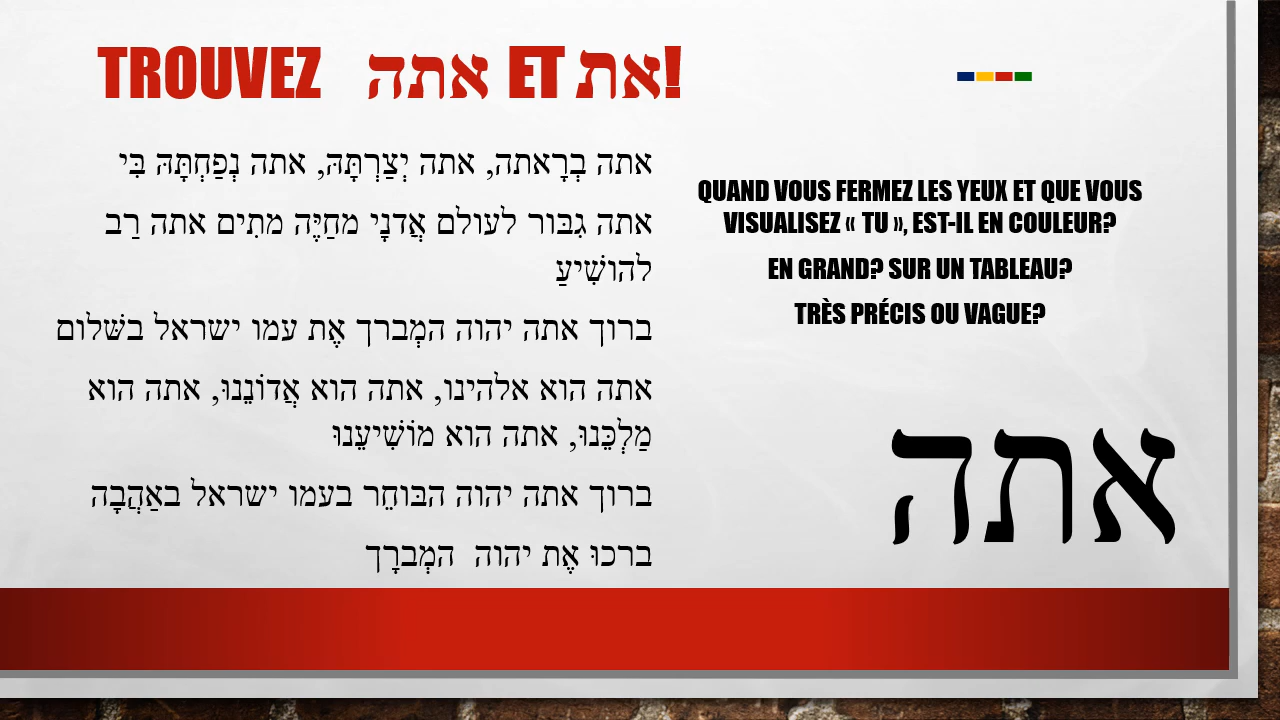 TROUVEZ אתה ET את!
אתה בְרָאתה, אתה יְצַרְתָּהּ, אתה נְפַחְתָּהּ בִּי
אתה גִבּור לעולם אֲדנָי מחַיֶּה מתִים אתה רַב
להושִׁיעַ
ברוך אתה יהוה המְברך אֶת עמו ישראל בשּׁלום
אתה הוא אלהינו, אתה הוא אֲדוֹנֵנוּ, אתה הוא
מַלְכֵּנוּ, אתה הוא מוֹשִׁיעֵנוּ
ברוך אתה יהוה הבּוחֵר בעמו ישראל באַהֲבָה
ברכוּ אֶת יהוה המְברָך
QUAND VOUS FERMEZ LES YEUX ET QUE VOUS
VISUALISEZ « TU », EST-IL EN COULEUR?
EN GRAND? SUR UN TABLEAU?
TRÈS PRÉCIS OU VAGUE?
אתה